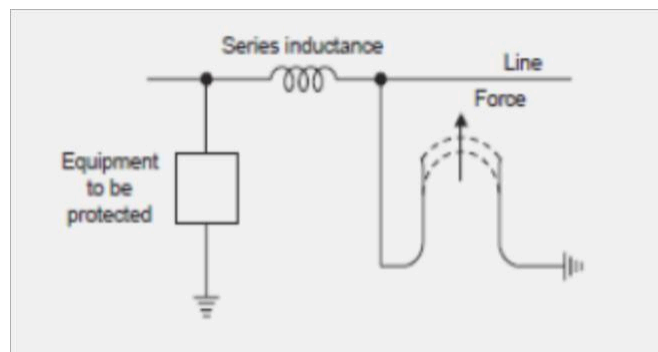 Series inductance
Line
Force
Equipment
to be
protected